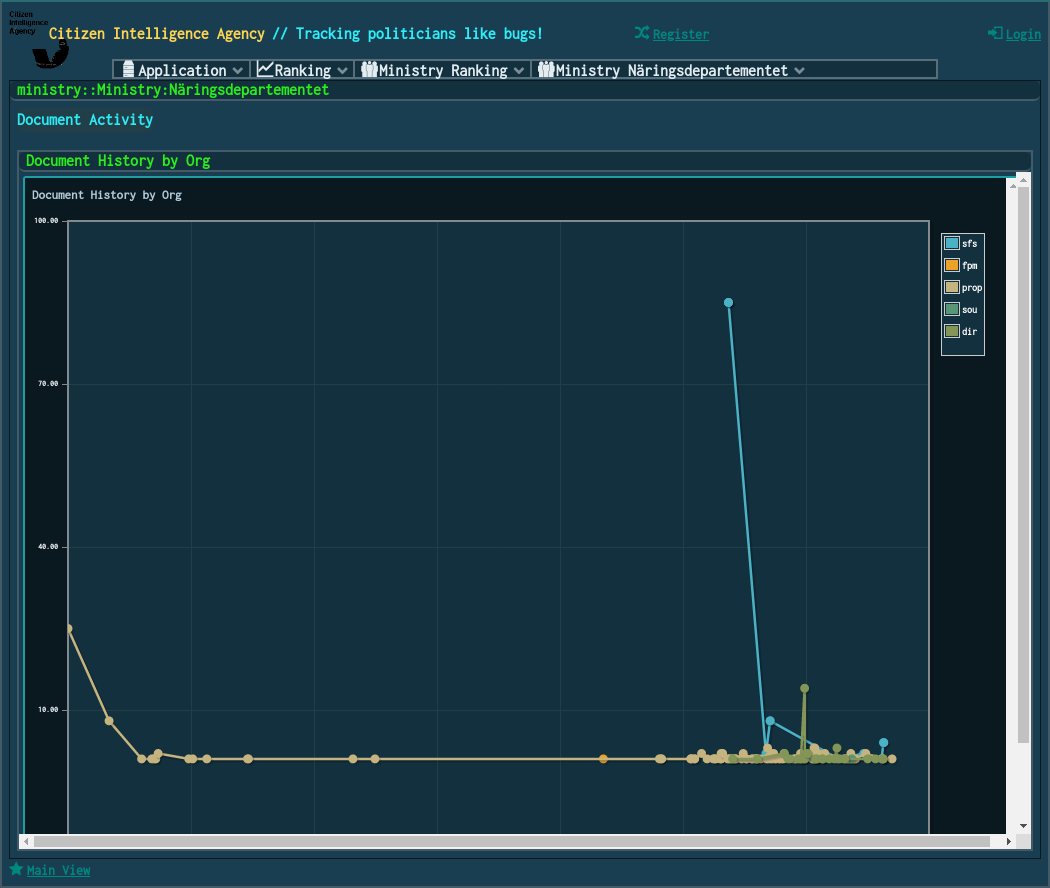 Citizen
Intelligence
Agency
Citizen Intelligence Agency // Tracking politicians like bugs!
Register
Login
Application
Ranking
Ministry Ranking
Ministry Näringsdepartementet
ministry::Ministry:Näringsdepartementet
Document Activity
Document History by Org
Document History by Org
100.00
70.00
40.00
10.00
sfs
fpm
prop
sou
dir
Main View